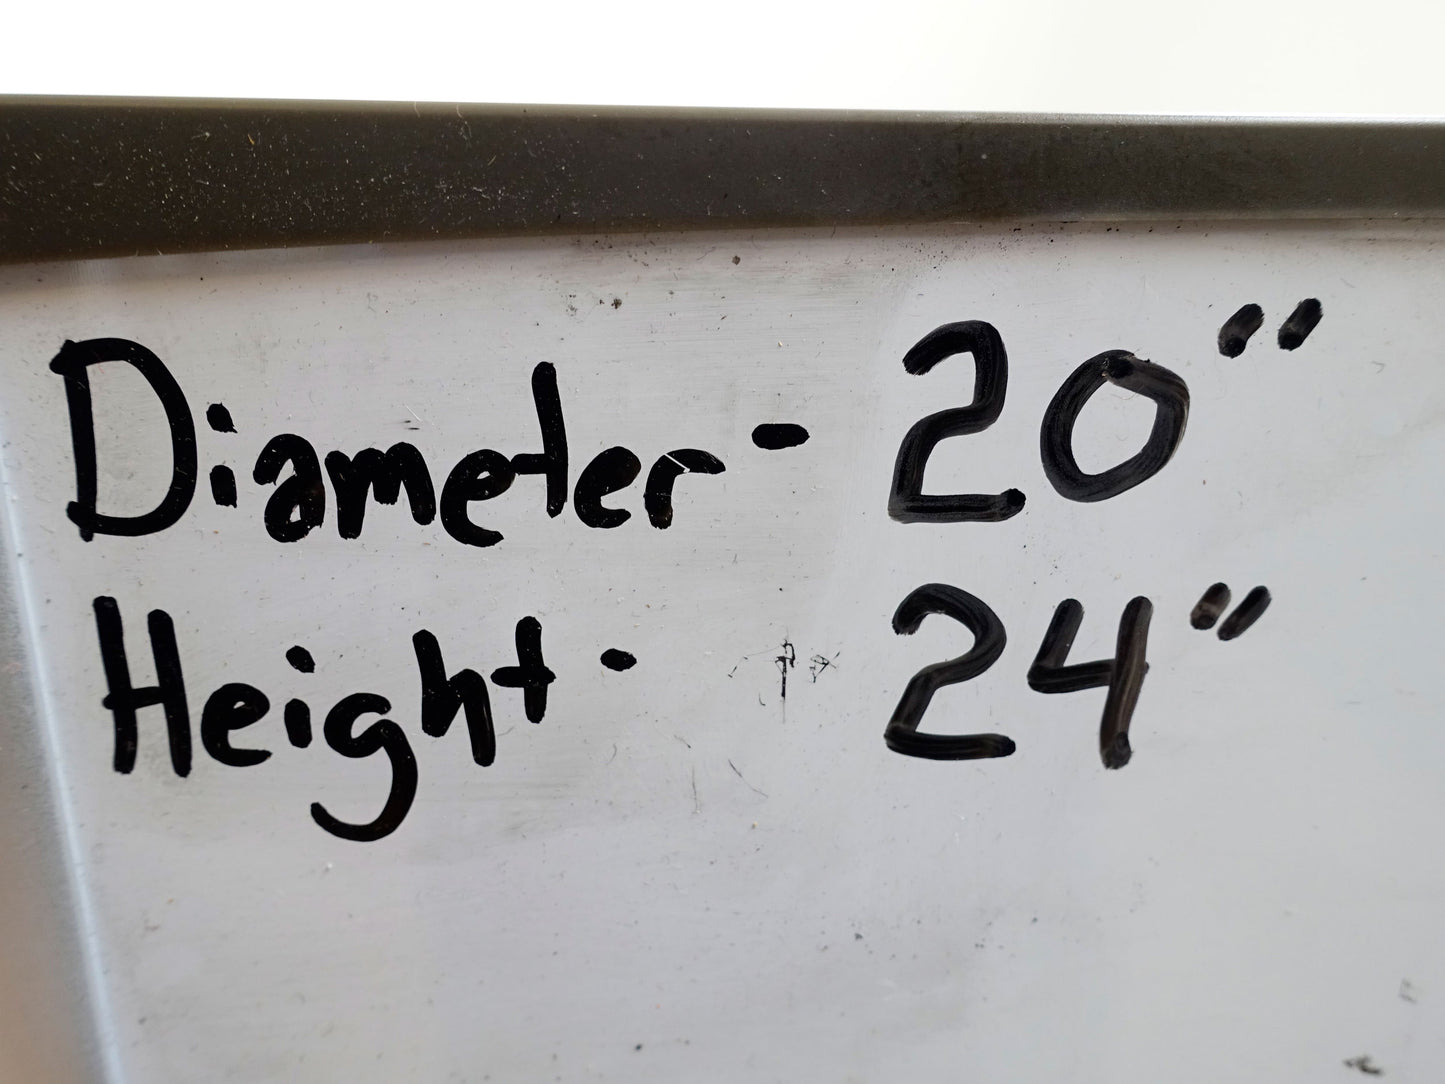 Diameter- 20"
Height- 24"